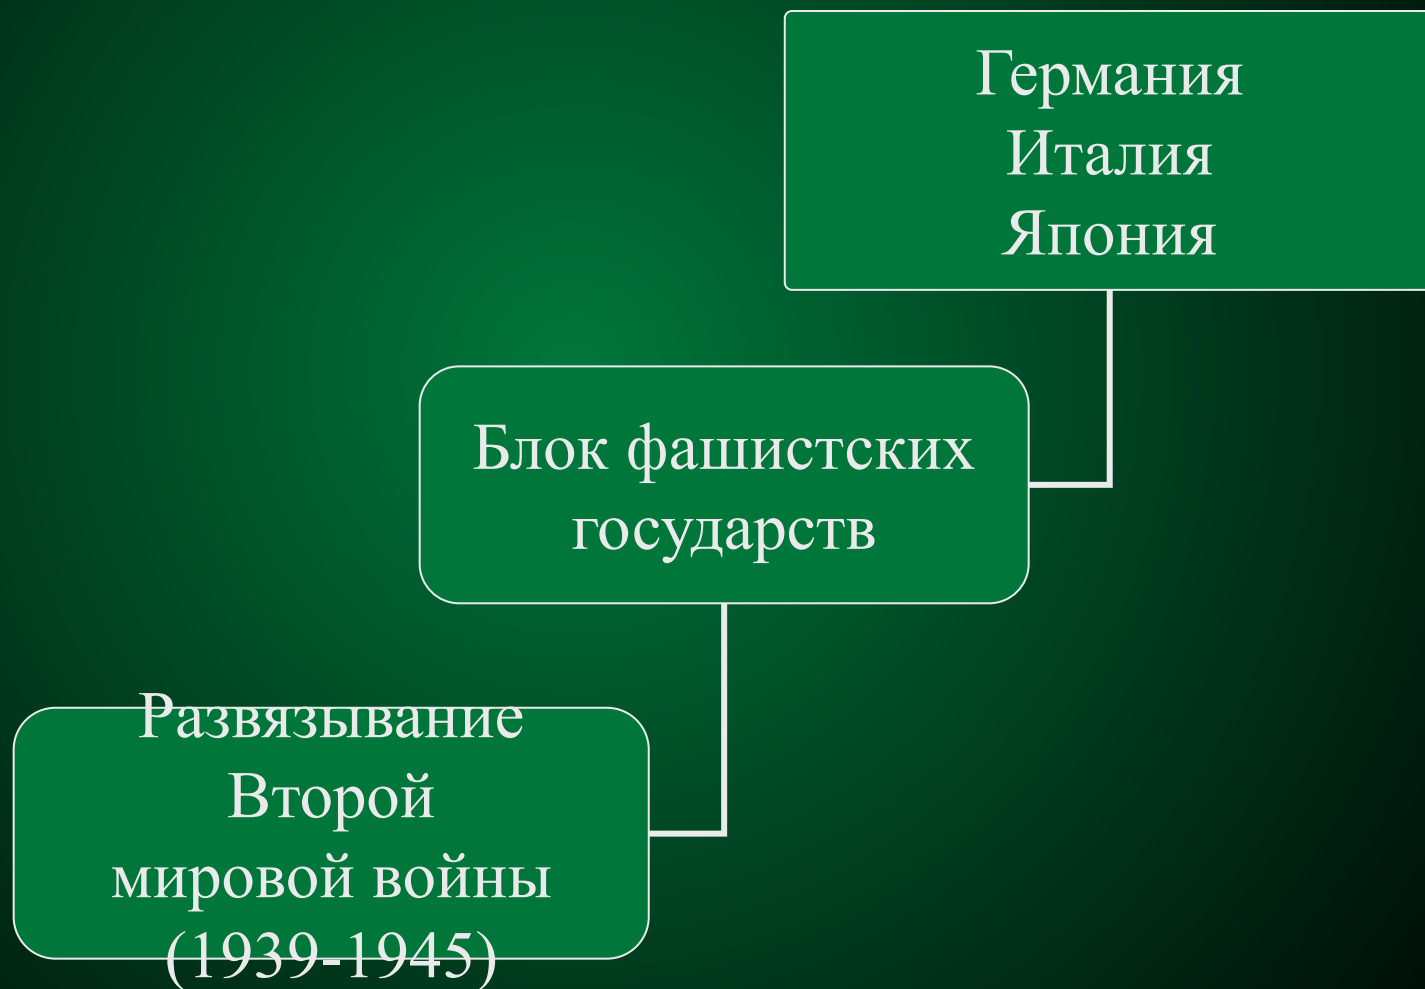 Германия
Италия
Япония
Блок фашистских
государств
Развязывание
Второй
мировой войны
(1939-1945)